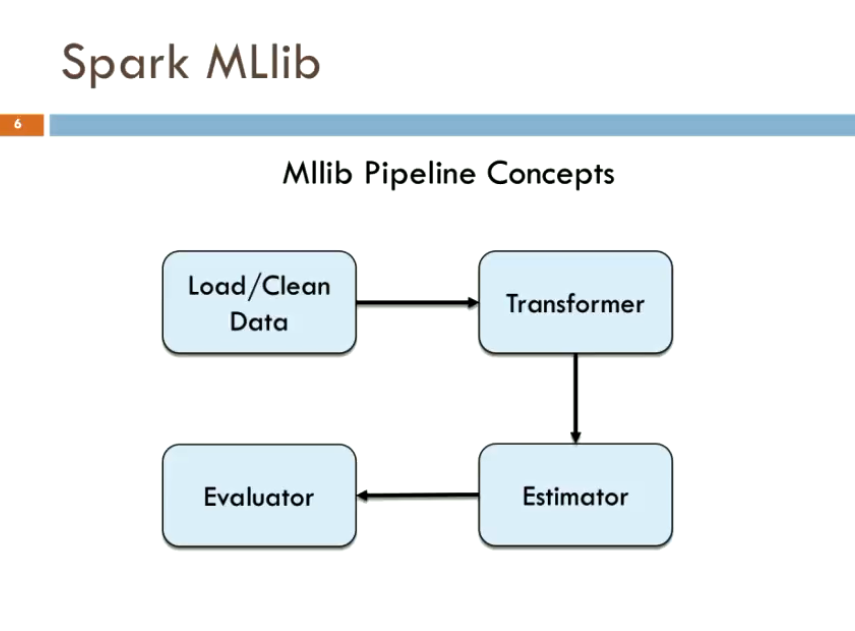 Spark MLlib
6
Mllib Pipeline Concepts
Load/Clean
Data
Transformer
Evaluator
Estimator